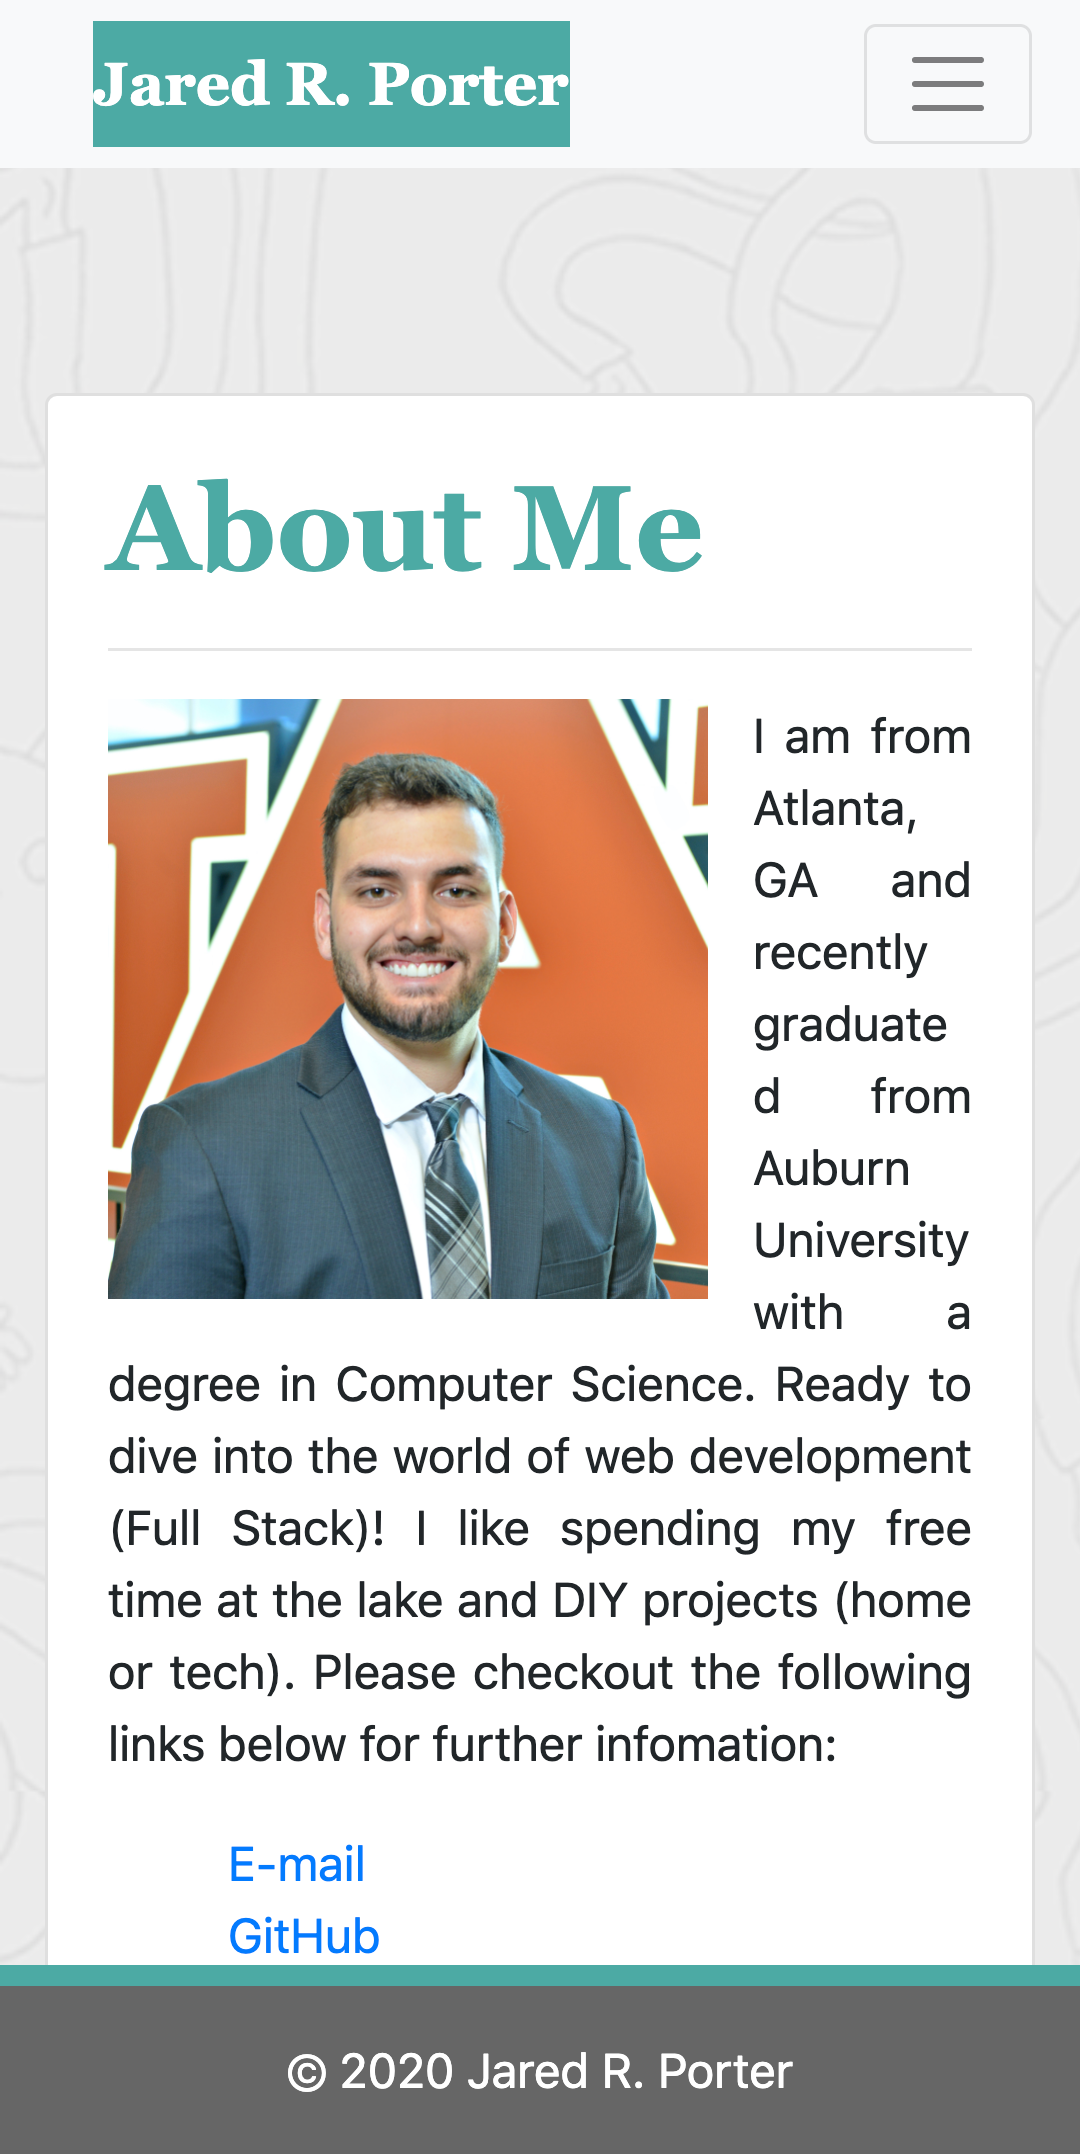 Jared R. Porter
About Me
I am from
Atlanta,
GA and
recently
graduate
d from
Auburn
University
with a
degree in Computer Science. Ready to
dive into the world of web development
(Full Stack)! I like spending my free
time at the lake and DIY projects (home
or tech). Please checkout the following
links below for further infomation:
E-mail
GitHub
© 2020 Jared R. Porter